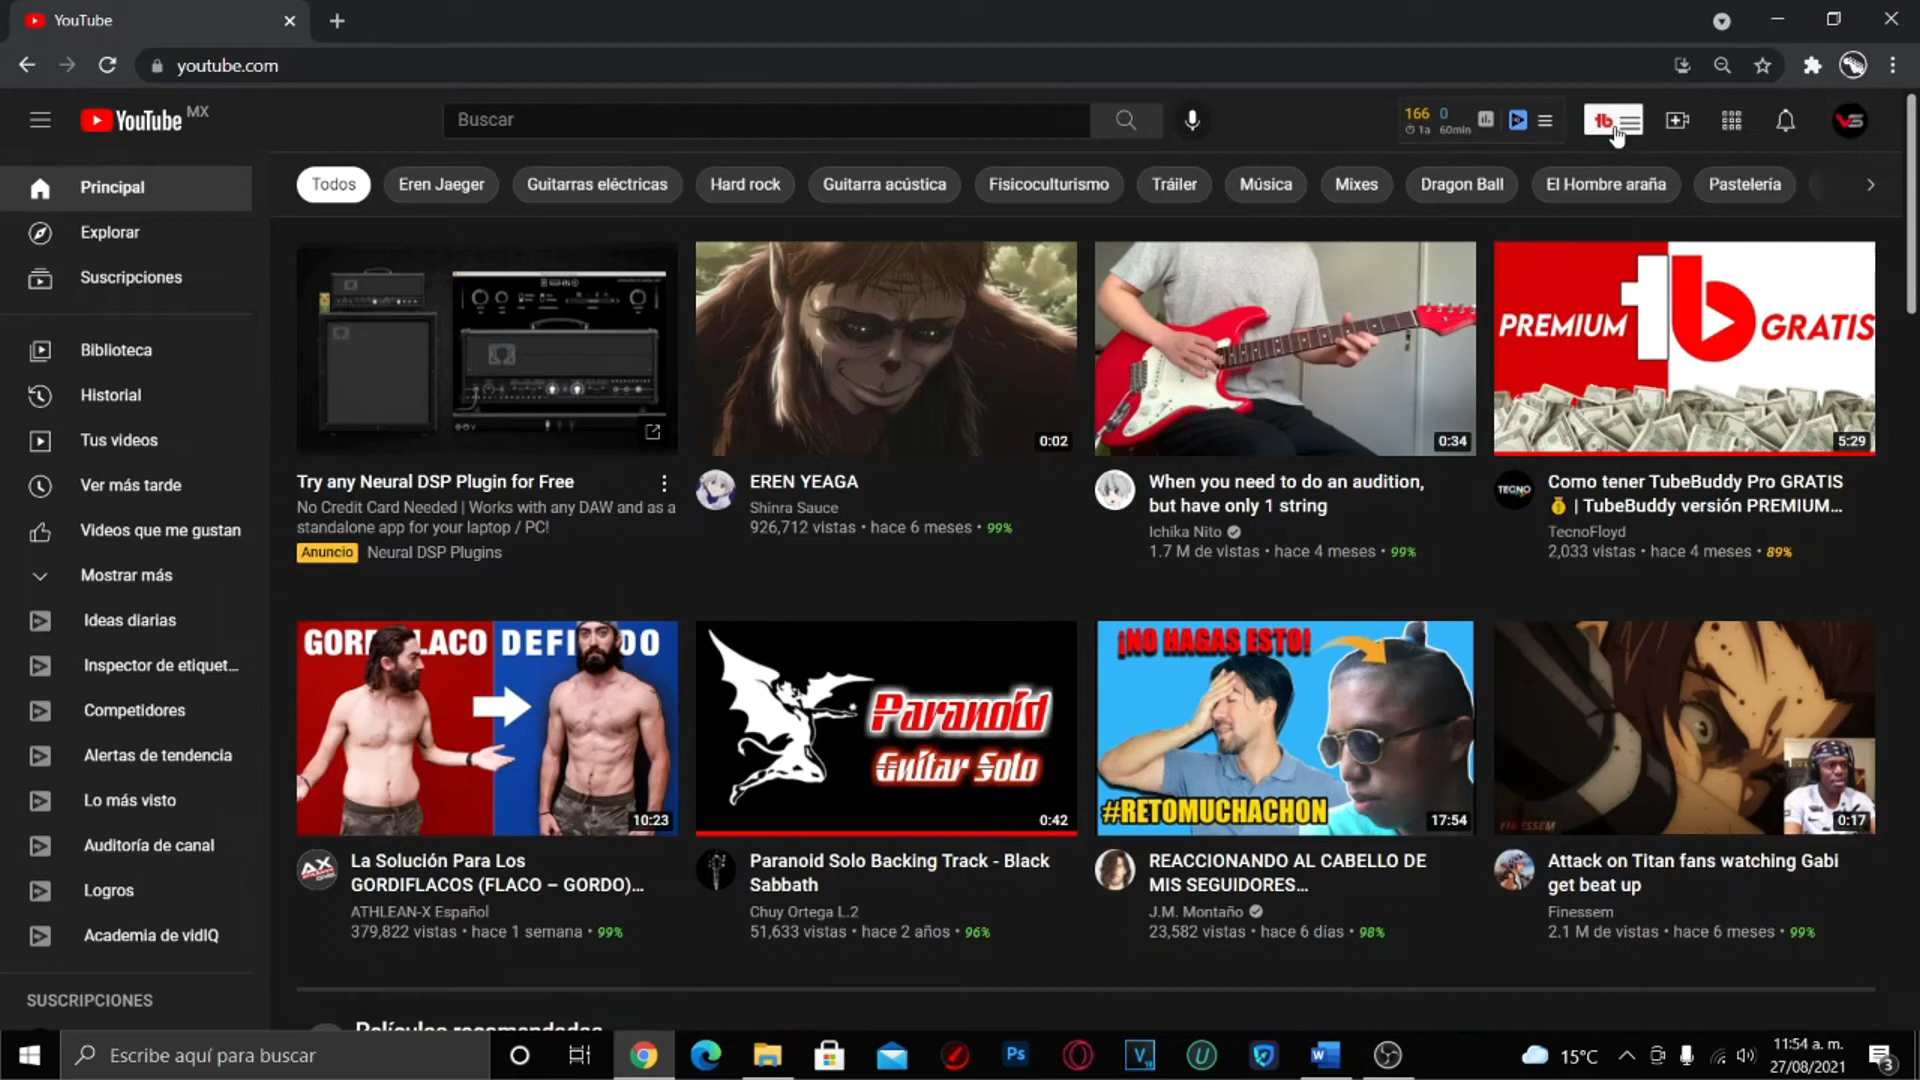 YouTube
youtube.com
YouTube MX
Buscar
166 0
1a 60min
Principal
Explorar
Suscripciones
Biblioteca
Historial
Tus videos
Ver más tarde
Videos que me gustan
Mostrar más
Ideas diarias
Inspector de etiquet...
Competidores
Alertas de tendencia
Lo más visto
Auditoría de canal
Logros
Academia de vidIQ
SUSCRIPCIONES
Todos
Eren Jaeger
Guitarras eléctricas
Hard rock
Guitarra acústica
Fisicoculturismo
Tráiler
Música
Mixes
Dragon Ball
El Hombre araña
Pastelería
0:02
0:34
PREMIUM tb GRATIS
5:29
Try any Neural DSP Plugin for Free
No Credit Card Needed | Works with any DAW and as a
standalone app for your laptop / PC!
Anuncio Neural DSP Plugins
EREN YEAGA
Shinra Sauce
926,712 vistas • hace 6 meses • 99%
When you need to do an audition,
but have only 1 string
Ichika Nito
1.7 M de vistas • hace 4 meses • 99%
TECNO
Como tener TubeBuddy Pro GRATIS
💰 | TubeBuddy versión PREMIUM...
TecnoFloyd
2,033 vistas • hace 4 meses • 89%
10:23
Paranoid
Guitar Solo
0:42
¡NO HAGAS ESTO!
#RETOMUCHACHON
17:54
FINESSEM
0:17
AX
La Solución Para Los
GORDIFLACOS (FLACO – GORDO)...
ATHLEAN-X Español
379,822 vistas • hace 1 semana • 99%
Paranoid Solo Backing Track - Black
Sabbath
Chuy Ortega L.2
51,633 vistas • hace 2 años • 96%
REACCIONANDO AL CABELLO DE
MIS SEGUIDORES...
J.M. Montaño
23,582 vistas • hace 6 días • 98%
Attack on Titan fans watching Gabi
get beat up
Finessem
2.1 M de vistas • hace 6 meses • 99%
Películas recomendadas
Escribe aquí para buscar
Ps
15°C
11:54 a. m.
27/08/2021
3